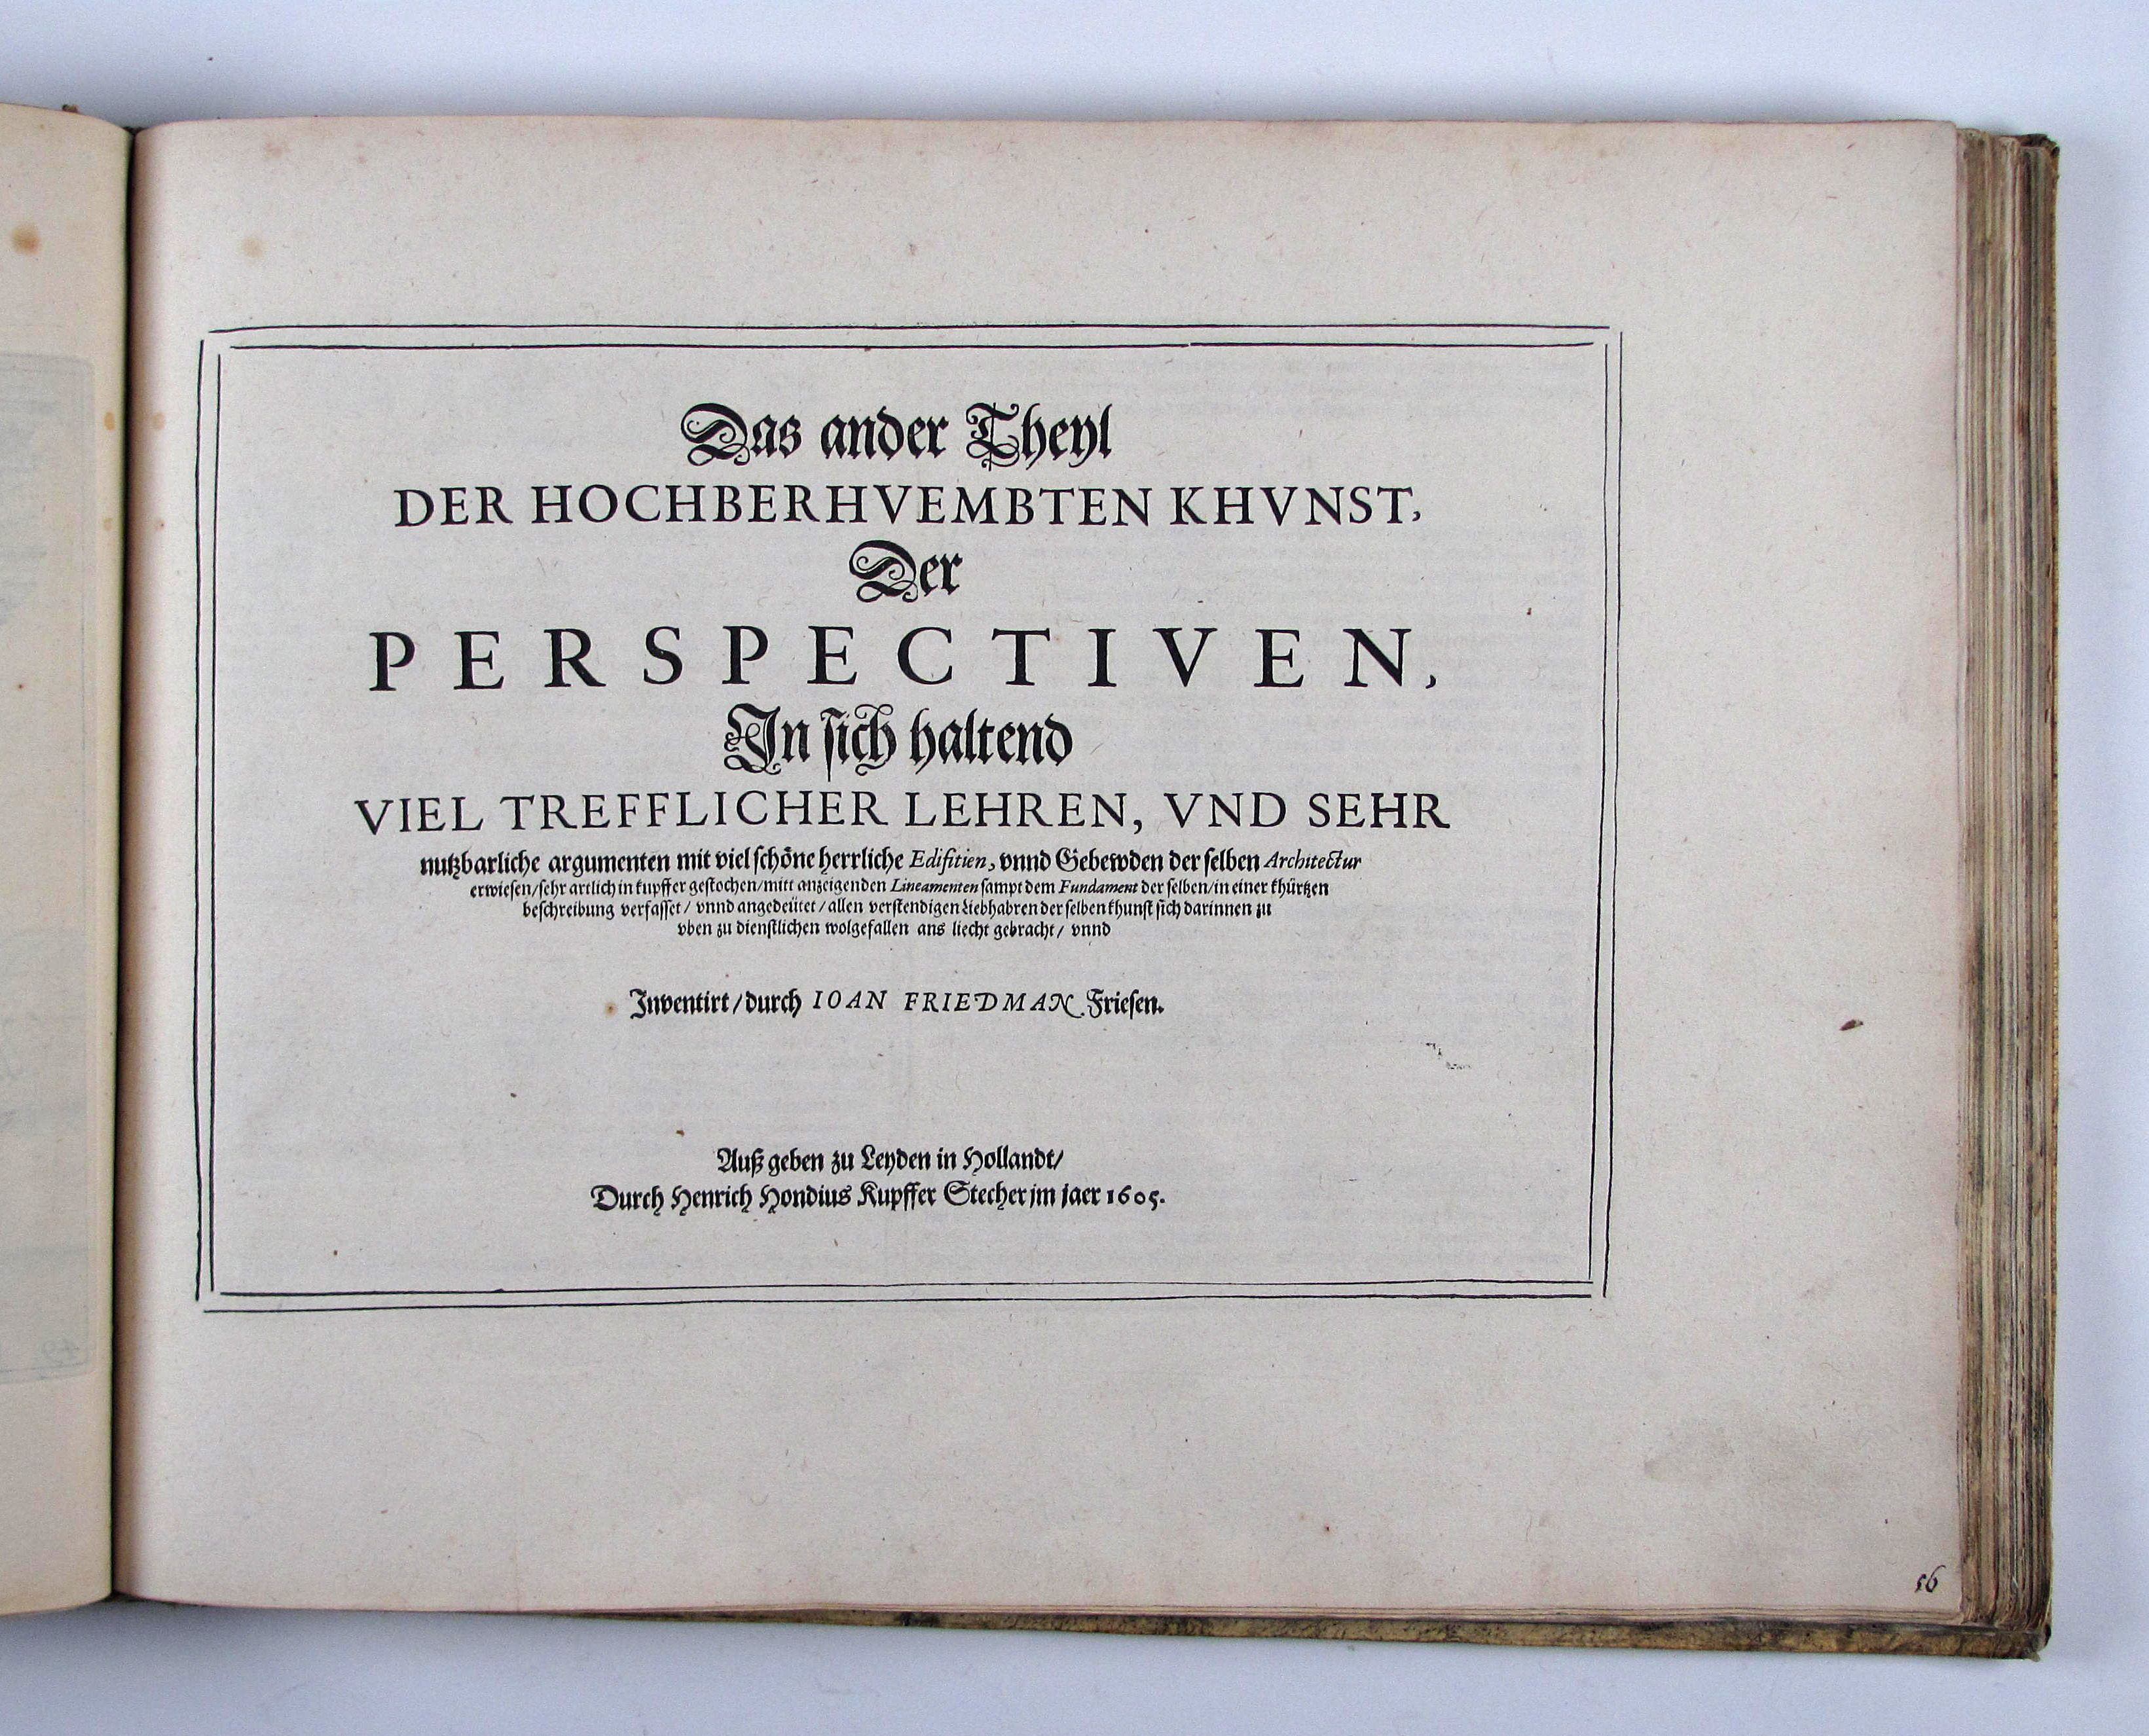 Das ander Theyl
DER HOCHBERHVEMBTEN KHVNST,
Der
PERSPECTIVEN,
In sich haltend
VIEL TREFFLICHER LEHREN, VND SEHR
nutzbarliche argumenten mit viel schöne herrliche Edifitien, vnnd Gebewden der selben Architectur
erwiesen/sehr artlich in kupffer gestochen/mitt anzeigenden Lineamenten sampt dem Fundament der selben/in einer khürtzen
beschreibung verfasset/ vnnd angedeütet/ allen verstendigen Liebhabren der selben khunst sich darinnen zu
vben zu dienstlichen wolgefallen ans liecht gebracht/ vnnd
Inventirt/durch IOAN FRIEDMAN Friesen.
Auß geben zu Leyden in Hollandt/
Durch Henrich Hondius Kupffer Stecher jm jaer 1605.
56